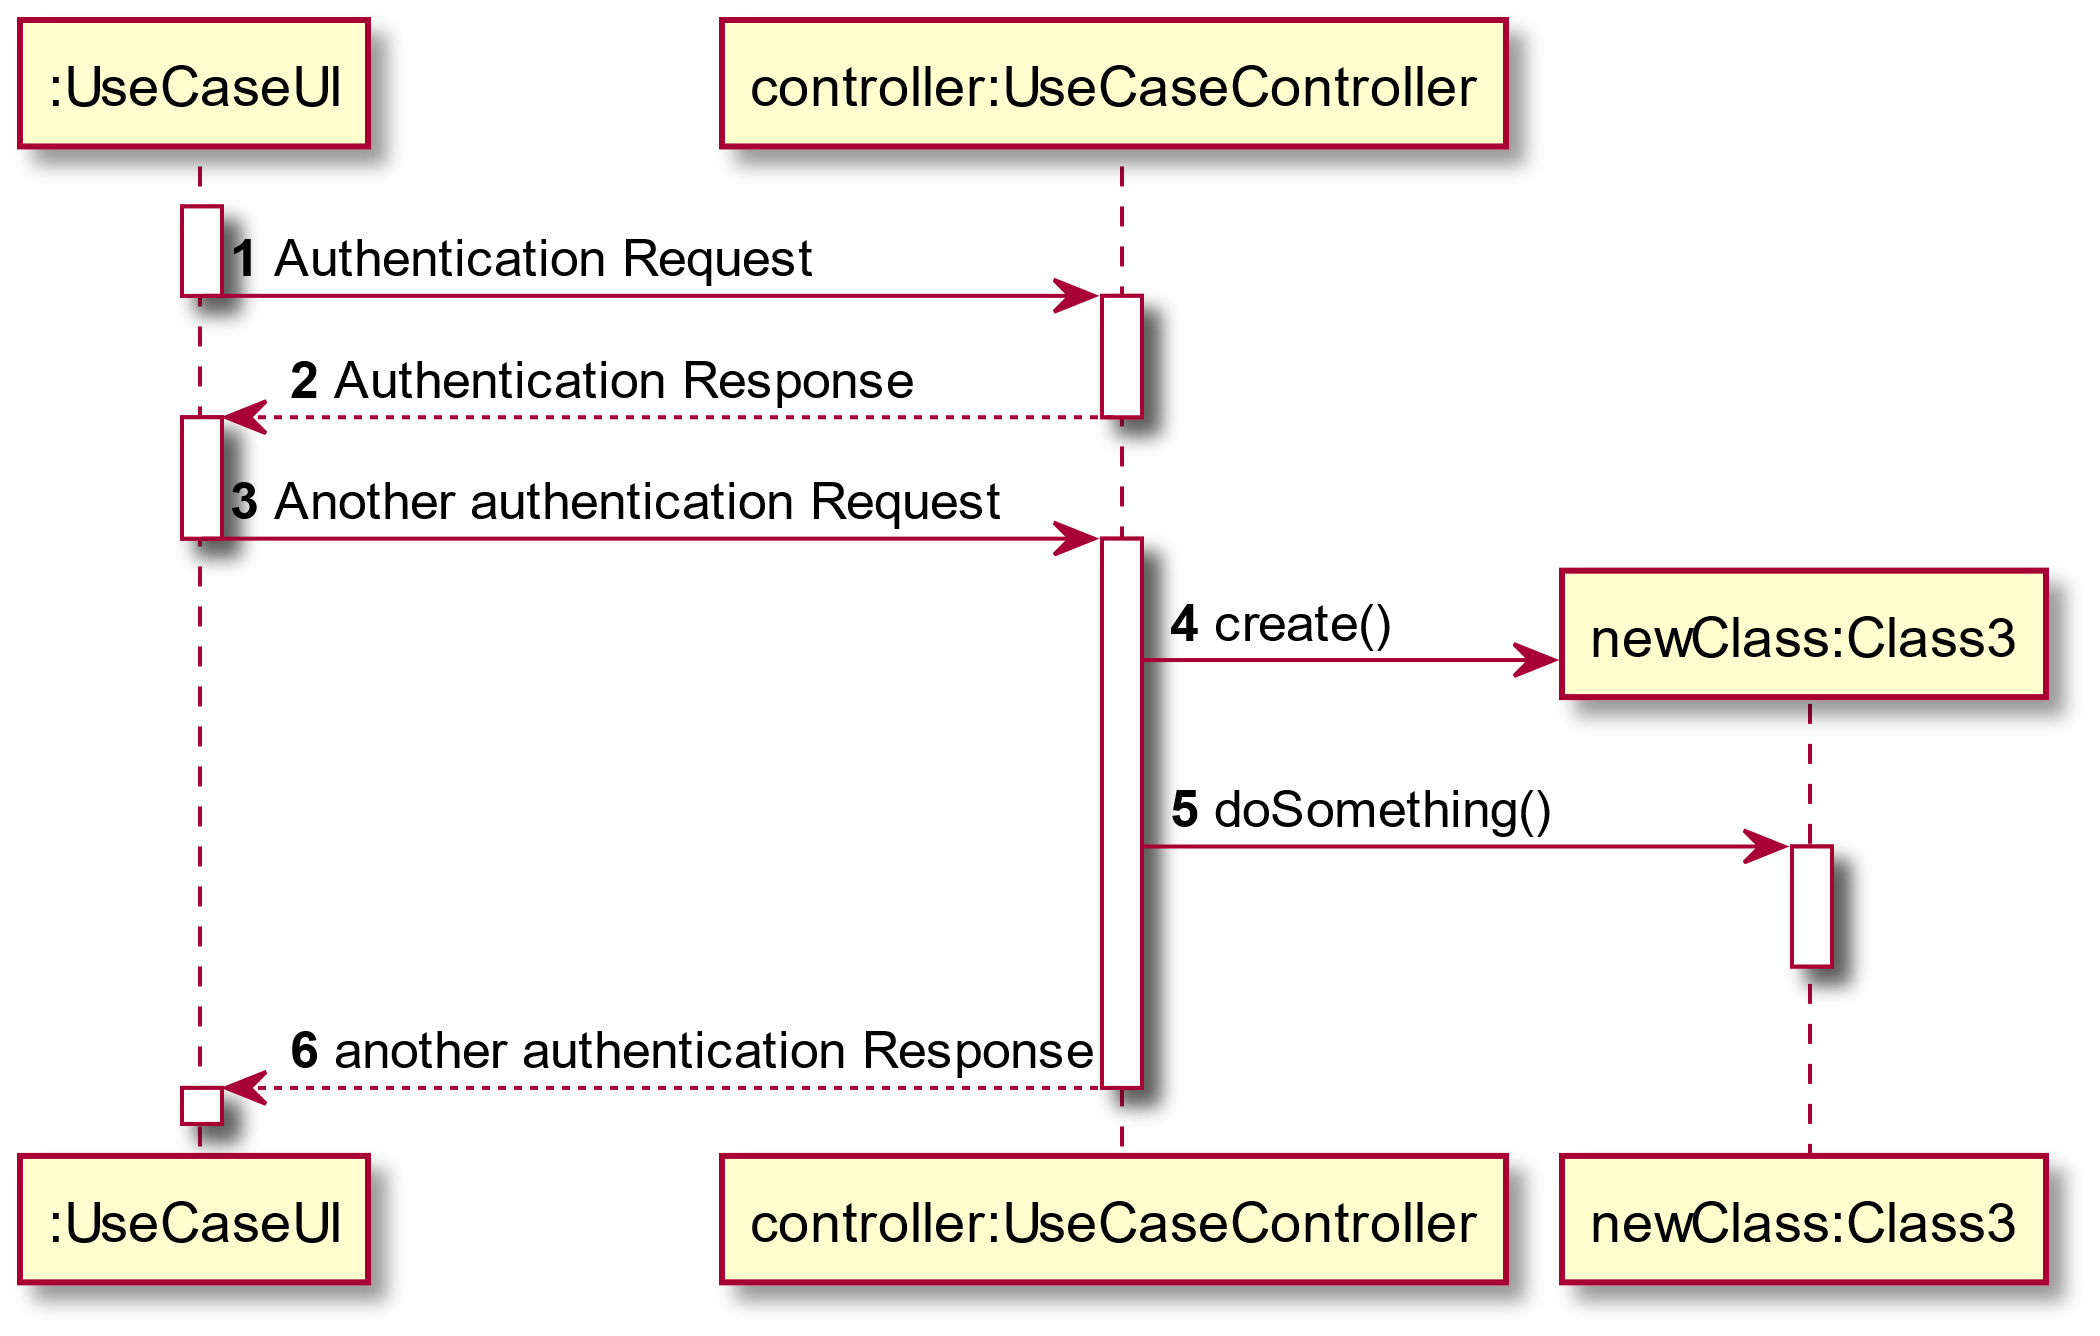 :UseCaseUI
controller:UseCaseController
1 Authentication Request
2 Authentication Response
3 Another authentication Request
4 create()
newClass:Class3
5 doSomething()
6 another authentication Response
:UseCaseUI
controller:UseCaseController
newClass:Class3